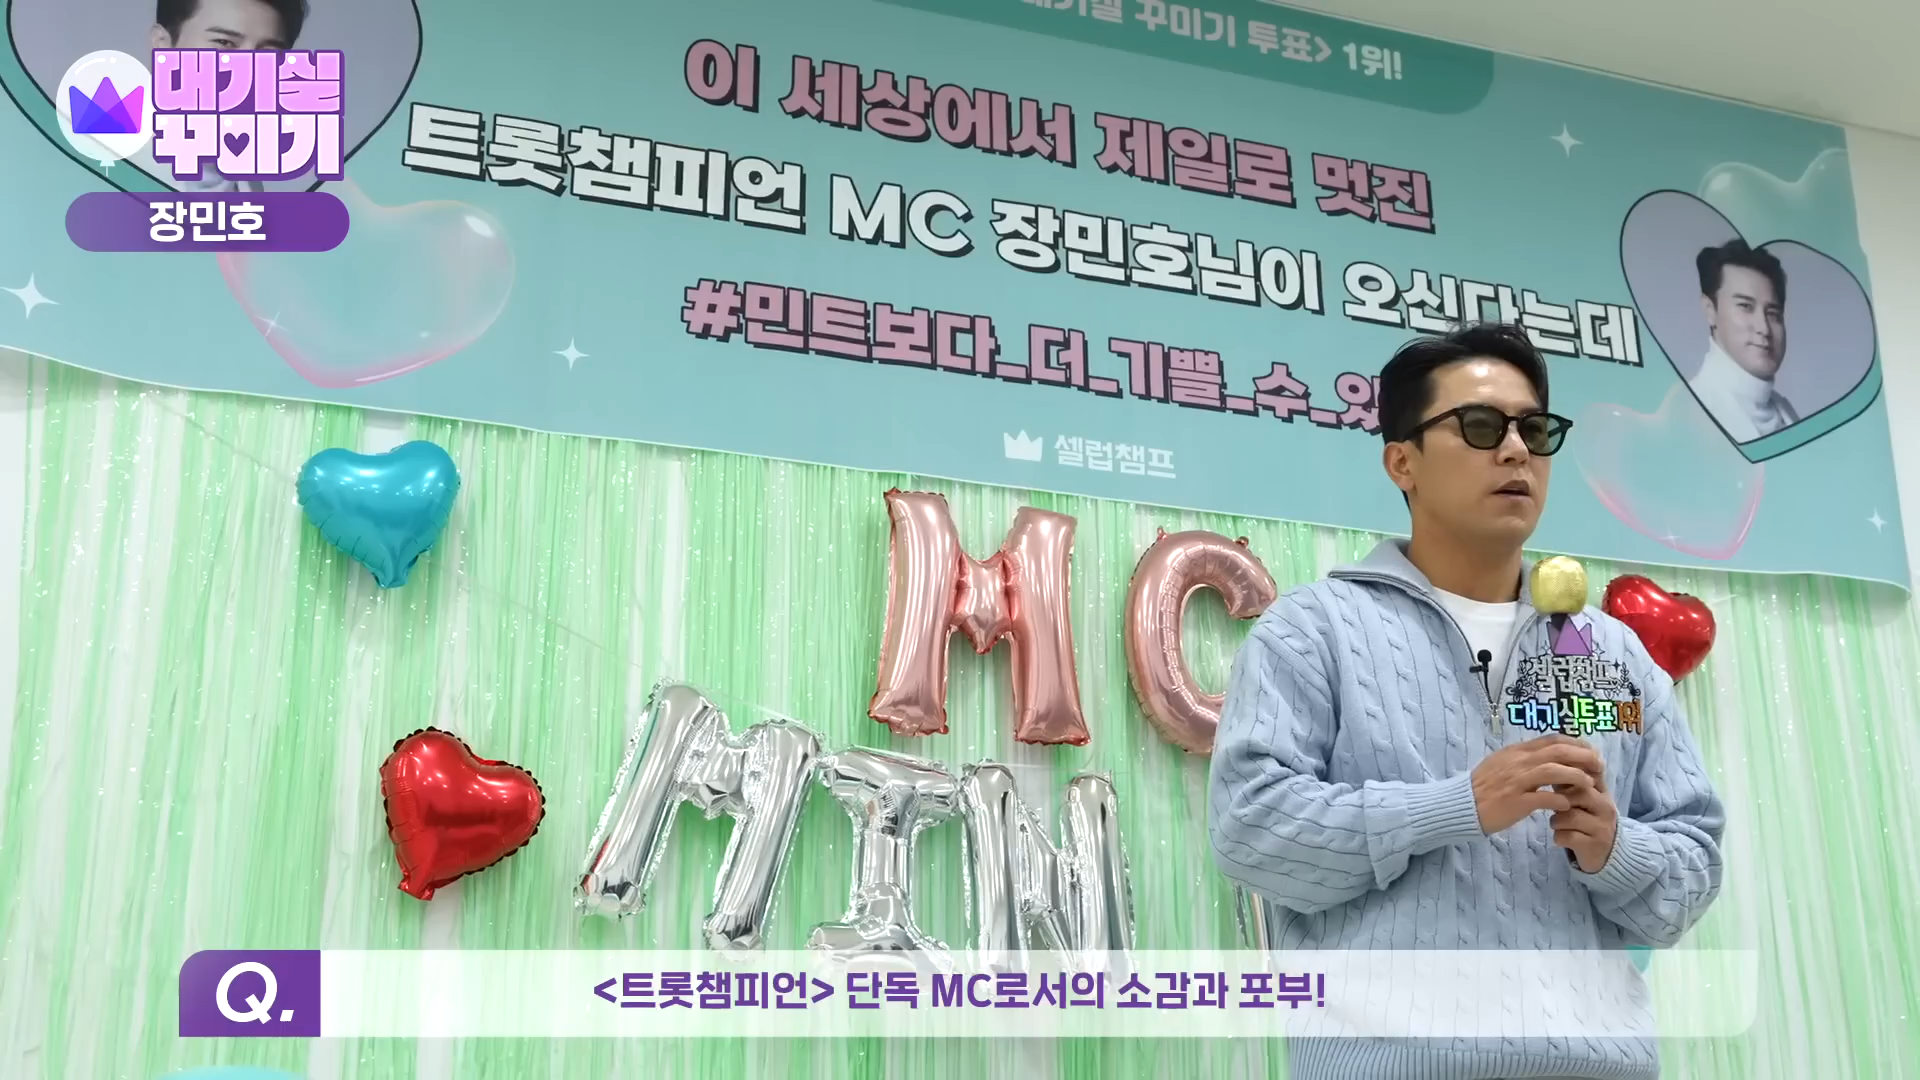 대기실
꾸미기
장민호
꾸미기 투표> 1위!
이 세상에서 제일로 멋진
트롯챔피언 MC 장민호님이 오신다는데
#민트보다_더_기쁠_수_
셀럽챔프
MC
MIN
셀럽챔프
대기실투표1위
Q.
<트롯챔피언> 단독 MC로서의 소감과 포부!